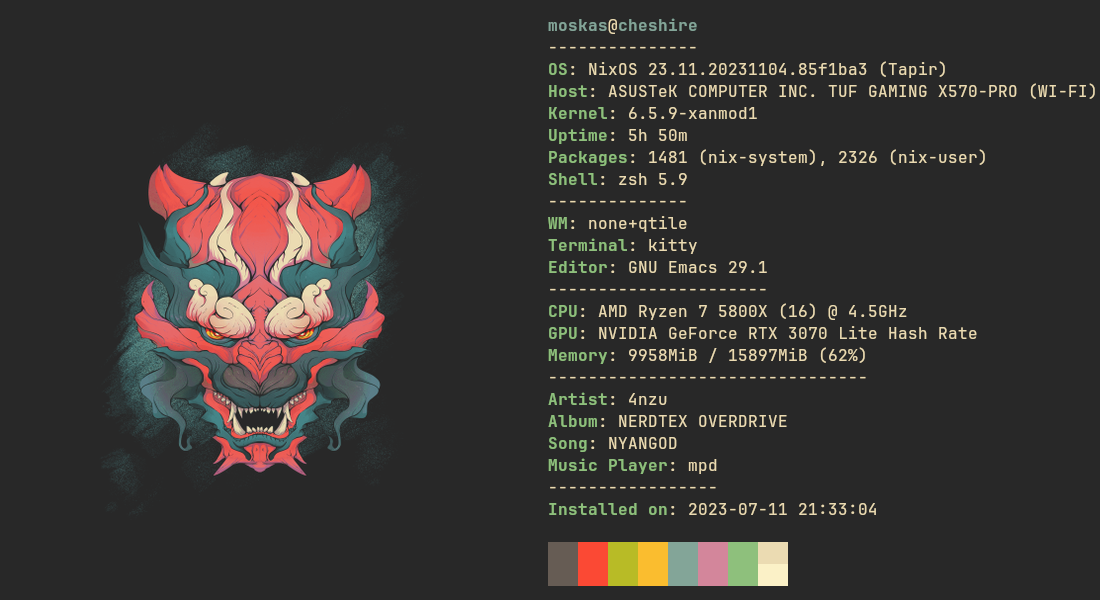 moskas@cheshire
---------------
OS: NixOS 23.11.20231104.85f1ba3 (Tapir)
Host: ASUSTeK COMPUTER INC. TUF GAMING X570-PRO (WI-FI)
Kernel: 6.5.9-xanmod1
Uptime: 5h 50m
Packages: 1481 (nix-system), 2326 (nix-user)
Shell: zsh 5.9
--------------
WM: none+qtile
Terminal: kitty
Editor: GNU Emacs 29.1
----------------------
CPU: AMD Ryzen 7 5800X (16) @ 4.5GHz
GPU: NVIDIA GeForce RTX 3070 Lite Hash Rate
Memory: 9958MiB / 15897MiB (62%)
--------------------------------
Artist: 4nzu
Album: NERDTEX OVERDRIVE
Song: NYANGOD
Music Player: mpd
-----------------
Installed on: 2023-07-11 21:33:04